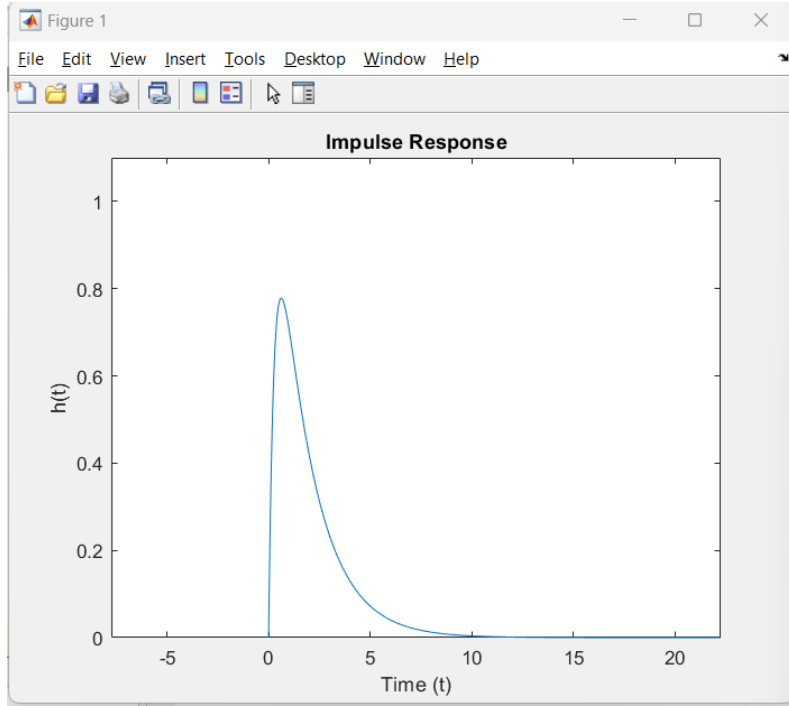 Figure 1
File Edit View Insert Tools Desktop Window Help
Impulse Response
1
0.8
0.6
0.4
0.2
0
h(t)
-5 0 5 10 15 20
Time (t)